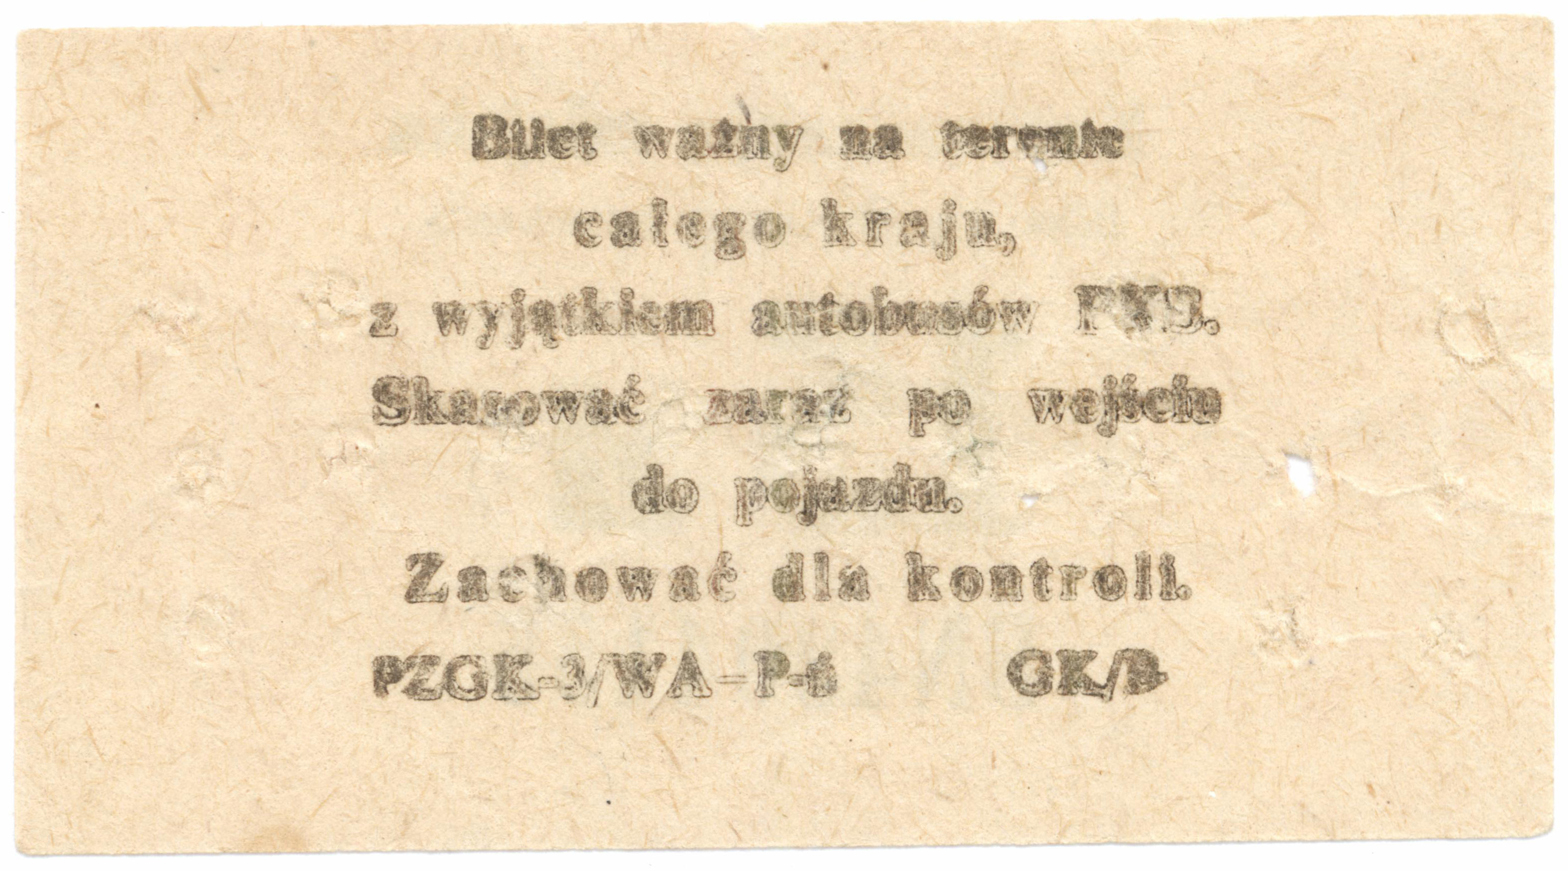 Bilet ważny na terenie
całego kraju,
z wyjątkiem autobusów PKS.
Skasować zaraz po wejściu
do pojazdu.
Zachować dla kontroli.
PZGK-3/WA–P-6